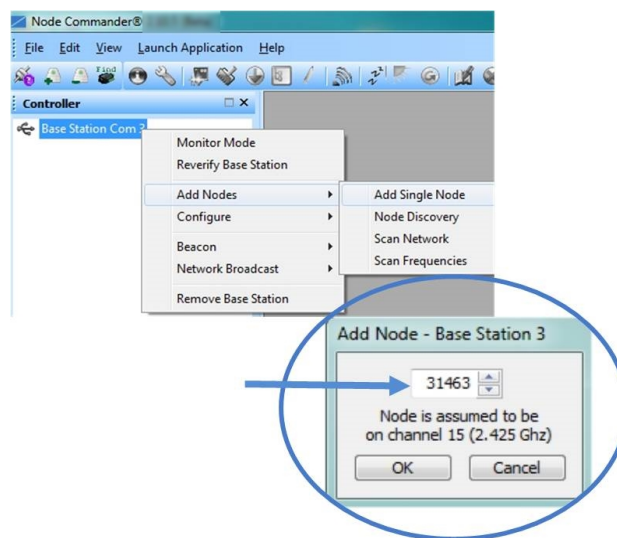 Node Commander®
File Edit View Launch Application Help
Find
Controller
Base Station Com 3
Monitor Mode
Reverify Base Station
Add Nodes
Configure
Beacon
Network Broadcast
Remove Base Station
Add Single Node
Node Discovery
Scan Network
Scan Frequencies
Add Node - Base Station 3
31463
Node is assumed to be
on channel 15 (2.425 Ghz)
OK Cancel